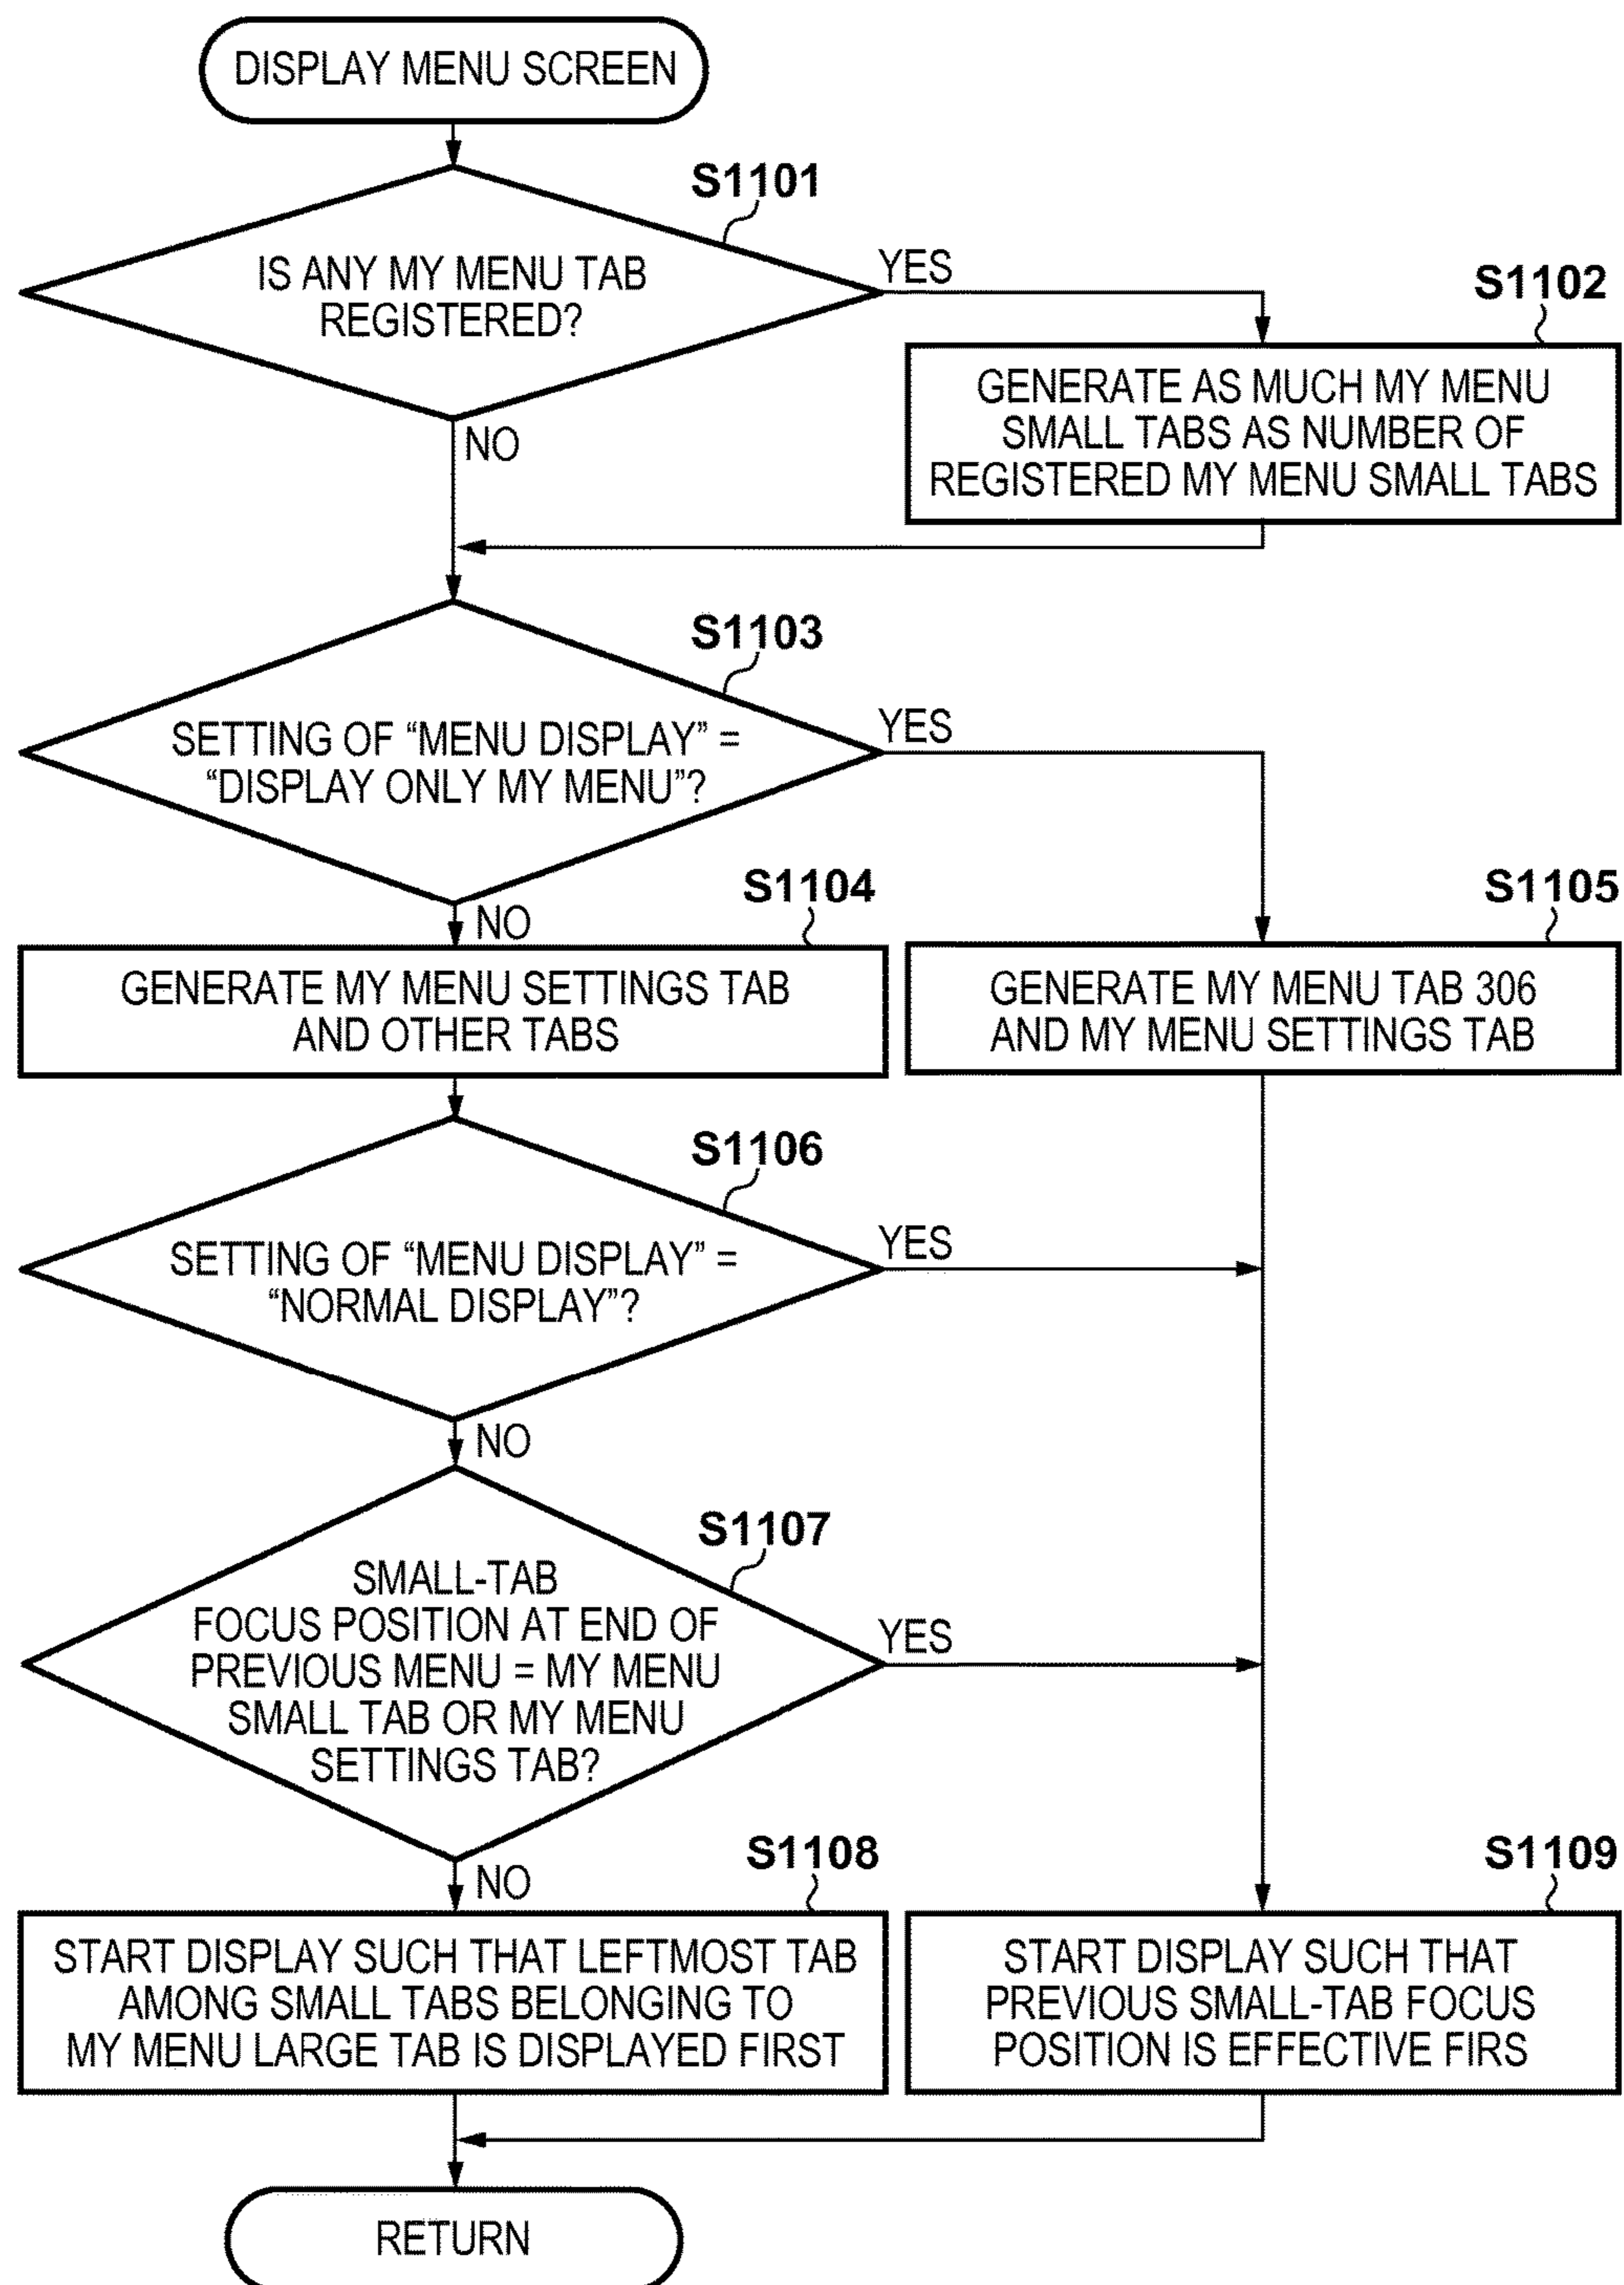 DISPLAY MENU SCREEN
S1101
IS ANY MY MENU TAB
REGISTERED?
YES
NO
S1102
GENERATE AS MUCH MY MENU
SMALL TABS AS NUMBER OF
REGISTERED MY MENU SMALL TABS
S1103
SETTING OF “MENU DISPLAY” =
“DISPLAY ONLY MY MENU”?
YES
NO
S1104
GENERATE MY MENU SETTINGS TAB
AND OTHER TABS
S1105
GENERATE MY MENU TAB 306
AND MY MENU SETTINGS TAB
S1106
SETTING OF “MENU DISPLAY” =
“NORMAL DISPLAY”?
YES
NO
S1107
SMALL-TAB
FOCUS POSITION AT END OF
PREVIOUS MENU = MY MENU
SMALL TAB OR MY MENU
SETTINGS TAB?
YES
NO
S1108
START DISPLAY SUCH THAT LEFTMOST TAB
AMONG SMALL TABS BELONGING TO
MY MENU LARGE TAB IS DISPLAYED FIRST
S1109
START DISPLAY SUCH THAT
PREVIOUS SMALL-TAB FOCUS
POSITION IS EFFECTIVE FIRS
RETURN